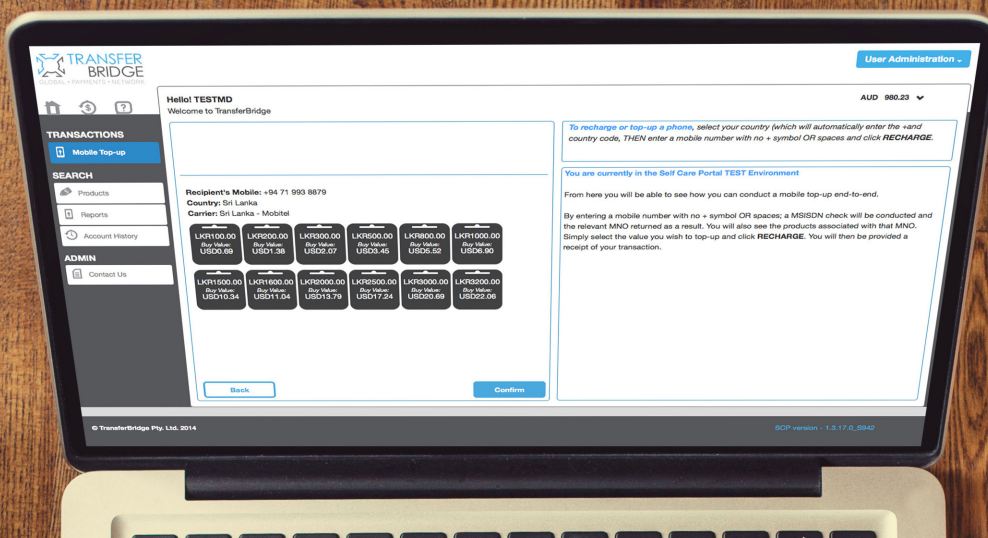 TRANSFER
BRIDGE
GLOBAL • PAYMENTS • NETWORK
User Administration
Hello! TESTMD
Welcome to TransferBridge
AUD 980.23
TRANSACTIONS
Mobile Top-up
SEARCH
Products
Reports
Account History
ADMIN
Contact Us
Recipient's Mobile: +94 71 993 8879
Country: Sri Lanka
Carrier: Sri Lanka - Mobitel
LKR100.00
Buy Value:
USD0.69
LKR200.00
Buy Value:
USD1.38
LKR300.00
Buy Value:
USD2.07
LKR500.00
Buy Value:
USD3.45
LKR800.00
Buy Value:
USD5.52
LKR1000.00
Buy Value:
USD6.90
LKR1500.00
Buy Value:
USD10.34
LKR1600.00
Buy Value:
USD11.04
LKR2000.00
Buy Value:
USD13.79
LKR2500.00
Buy Value:
USD17.24
LKR3000.00
Buy Value:
USD20.69
LKR3200.00
Buy Value:
USD22.06
Back
Confirm
To recharge or top-up a phone, select your country (which will automatically enter the +and
country code, THEN enter a mobile number with no + symbol OR spaces and click RECHARGE.
You are currently in the Self Care Portal TEST Environment
From here you will be able to see how you can conduct a mobile top-up end-to-end.
By entering a mobile number with no + symbol OR spaces; a MSISDN check will be conducted and
the relevant MNO returned as a result. You will also see the products associated with that MNO.
Simply select the value you wish to top-up and click RECHARGE. You will then be provided a
receipt of your transaction.
© TransferBridge Pty. Ltd. 2014
SCP version - 1.3.17.0_S942